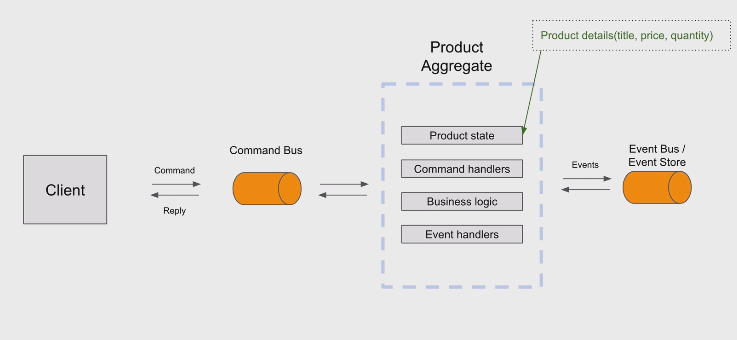 Product details(title, price, quantity)
Product
Aggregate
Product state
Command handlers
Business logic
Event handlers
Client
Command
Reply
Command Bus
Events
Event Bus /
Event Store